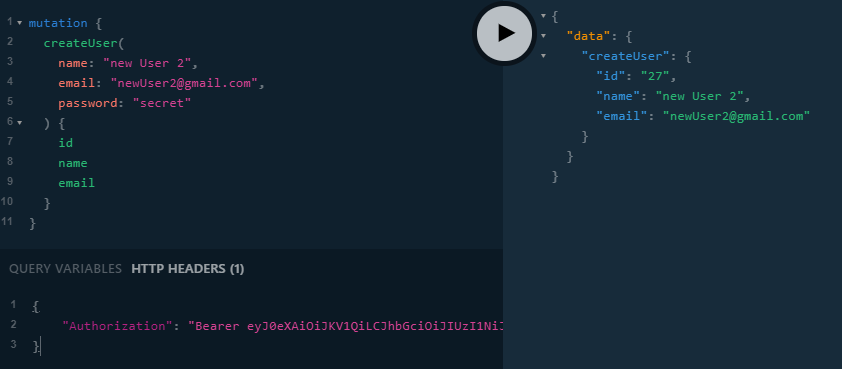 1 mutation {
2 createUser(
3 name: "new User 2",
4 email: "newUser2@gmail.com",
5 password: "secret"
6 ) {
7 id
8 name
9 email
10 }
11 }
QUERY VARIABLES HTTP HEADERS (1)
1 {
2 "Authorization": "Bearer eyJ0eXAiOiJKV1QiLCJhbGciOiJIUzI1NiJ
3 }
{
"data": {
"createUser": {
"id": "27",
"name": "new User 2",
"email": "newUser2@gmail.com"
}
}
}